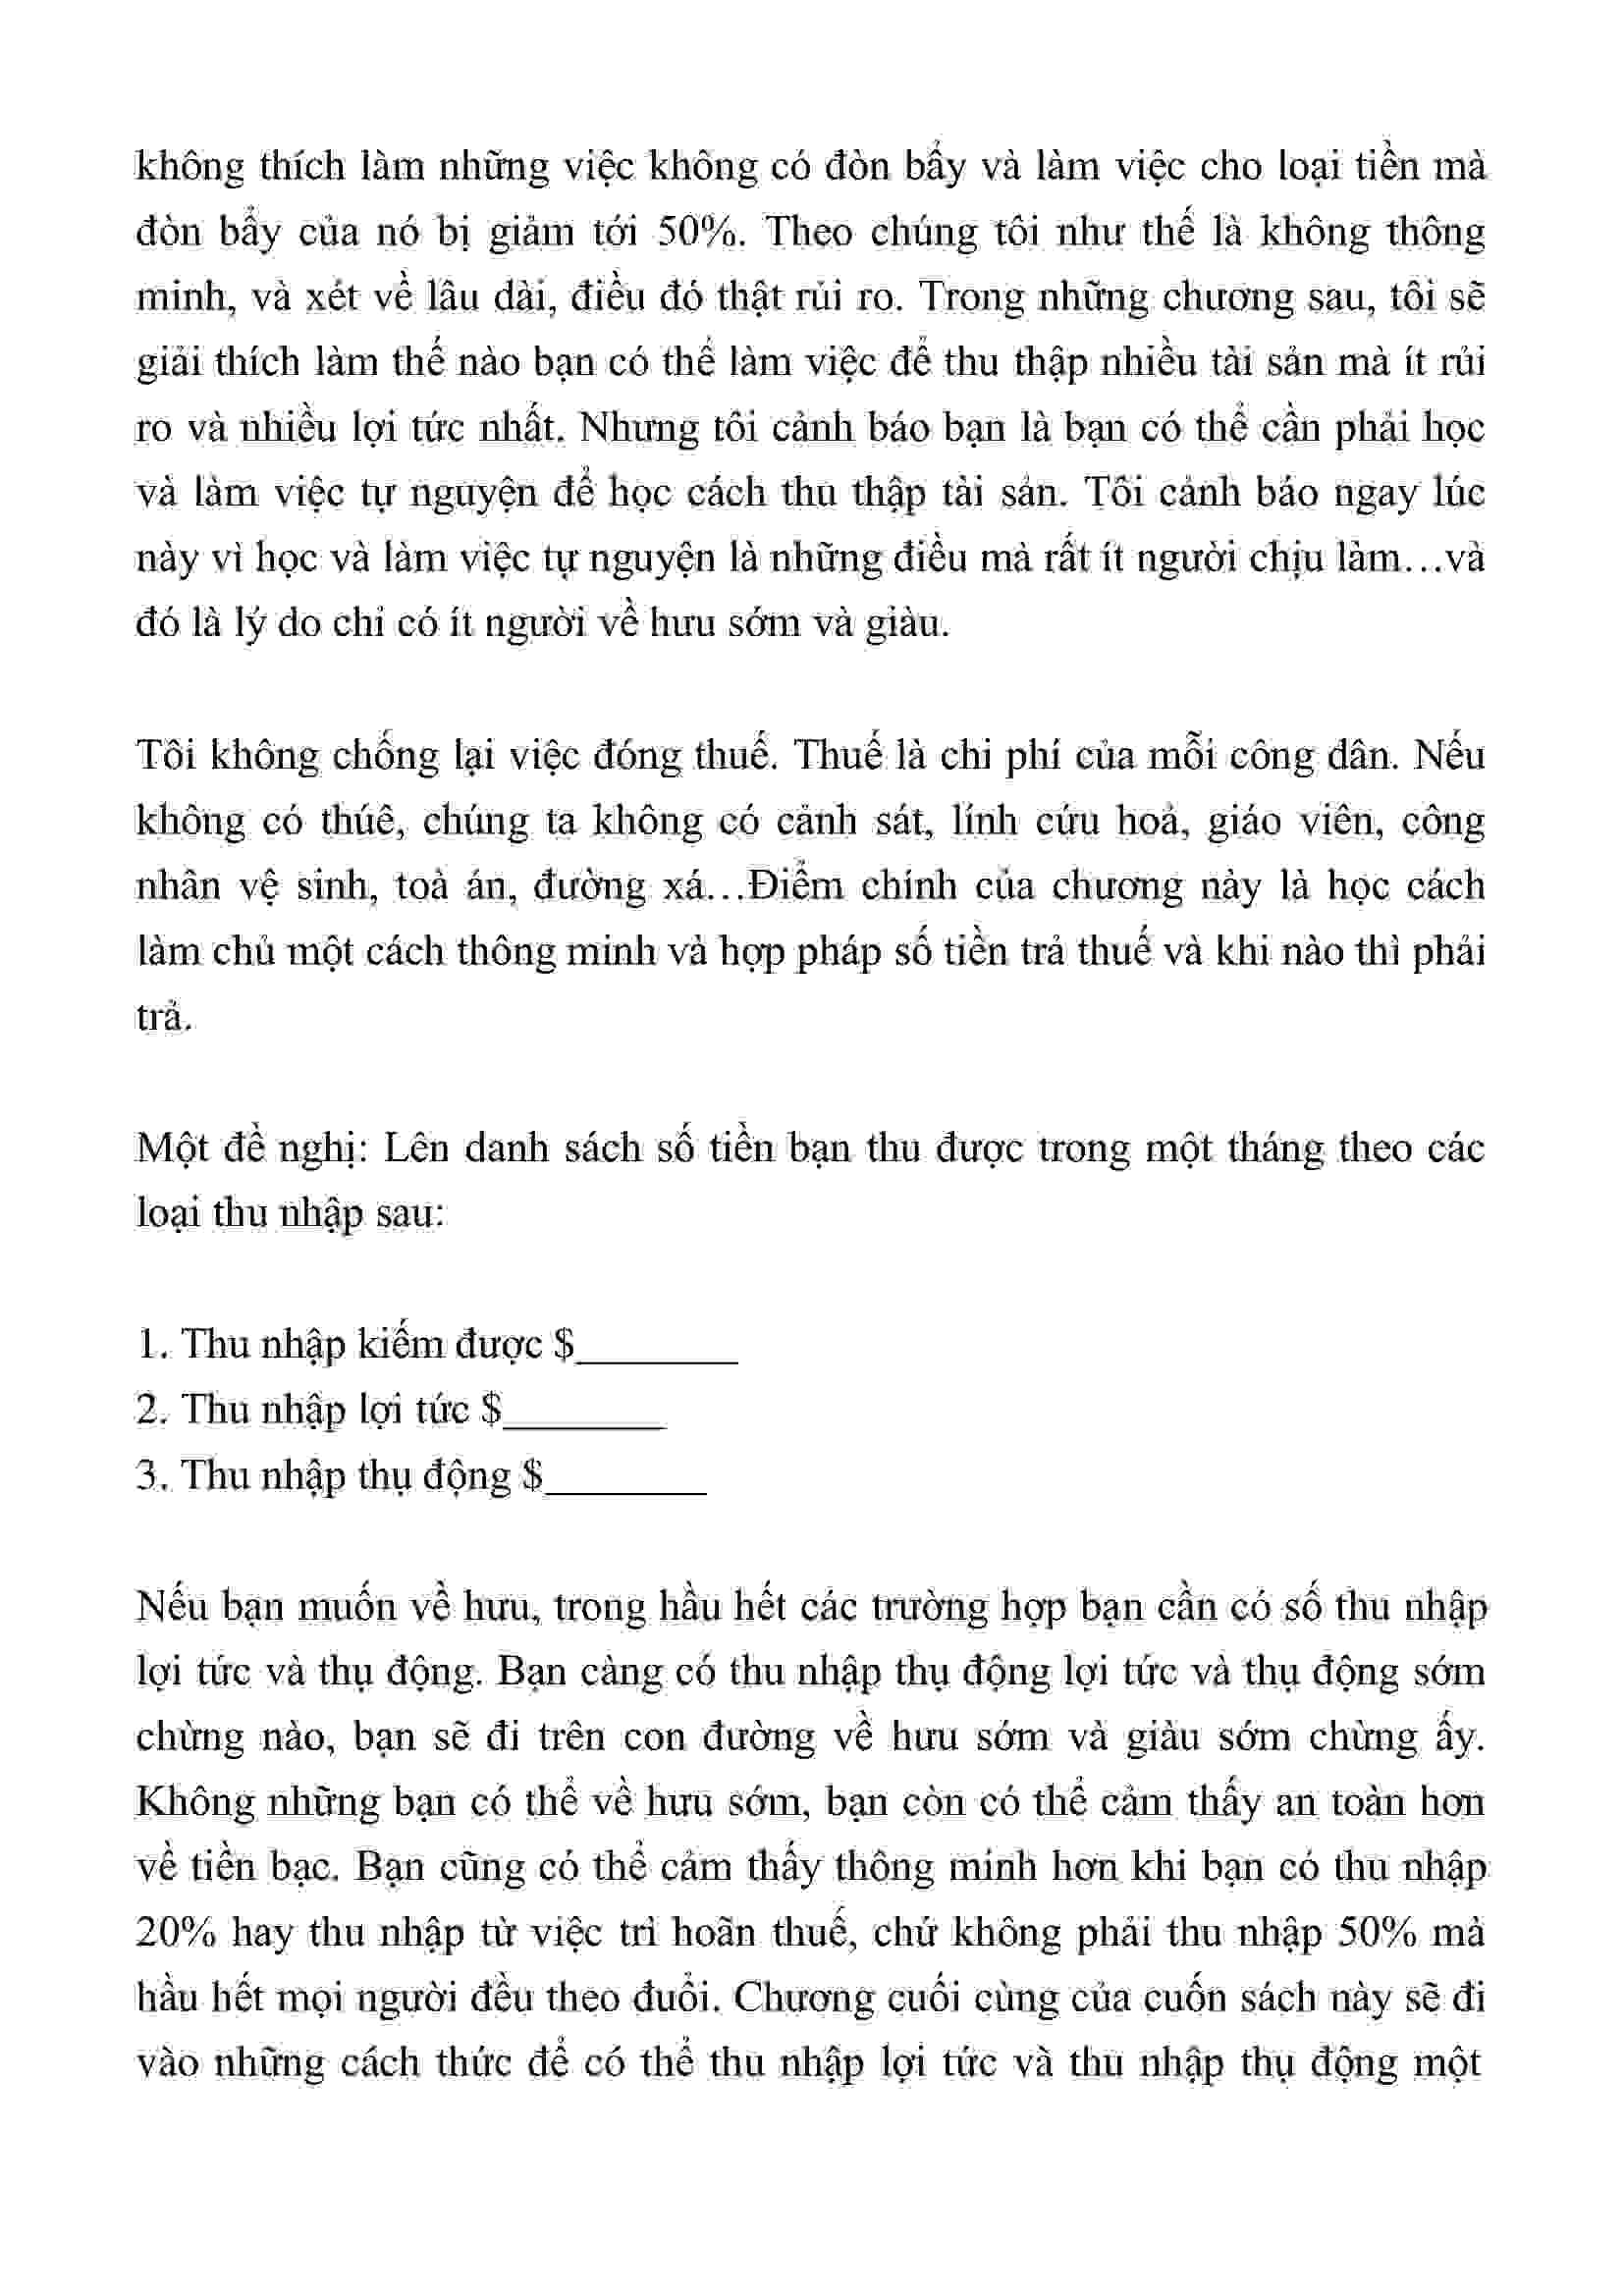 không thích làm những việc không có đòn bẩy và làm việc cho loại tiền mà
đòn bẩy của nó bị giảm tới 50%. Theo chúng tôi như thế là không thông
minh, và xét về lâu dài, điều đó thật rủi ro. Trong những chương sau, tôi sẽ
giải thích làm thế nào bạn có thể làm việc để thu thập nhiều tài sản mà ít rủi
ro và nhiều lợi tức nhất. Nhưng tôi cảnh báo bạn là bạn có thể cần phải học
và làm việc tự nguyện để học cách thu thập tài sản. Tôi cảnh báo ngay lúc
này vì học và làm việc tự nguyện là những điều mà rất ít người chịu làm…và
đó là lý do chỉ có ít người về hưu sớm và giàu.
Tôi không chống lại việc đóng thuế. Thuế là chi phí của mỗi công dân. Nếu
không có thúê, chúng ta không có cảnh sát, lính cứu hoả, giáo viên, công
nhân vệ sinh, toà án, đường xá…Điểm chính của chương này là học cách
làm chủ một cách thông minh và hợp pháp số tiền trả thuế và khi nào thì phải
trả.
Một đề nghị: Lên danh sách số tiền bạn thu được trong một tháng theo các
loại thu nhập sau:
1. Thu nhập kiếm được $________
2. Thu nhập lợi tức $________
3. Thu nhập thụ động $________
Nếu bạn muốn về hưu, trong hầu hết các trường hợp bạn cần có số thu nhập
lợi tức và thụ động. Bạn càng có thu nhập thụ động lợi tức và thụ động sớm
chừng nào, bạn sẽ đi trên con đường về hưu sớm và giàu sớm chừng ấy.
Không những bạn có thể về hưu sớm, bạn còn có thể cảm thấy an toàn hơn
về tiền bạc. Bạn cũng có thể cảm thấy thông minh hơn khi bạn có thu nhập
20% hay thu nhập từ việc trì hoãn thuế, chứ không phải thu nhập 50% mà
hầu hết mọi người đều theo đuổi. Chương cuối cùng của cuốn sách này sẽ đi
vào những cách thức để có thể thu nhập lợi tức và thu nhập thụ động một